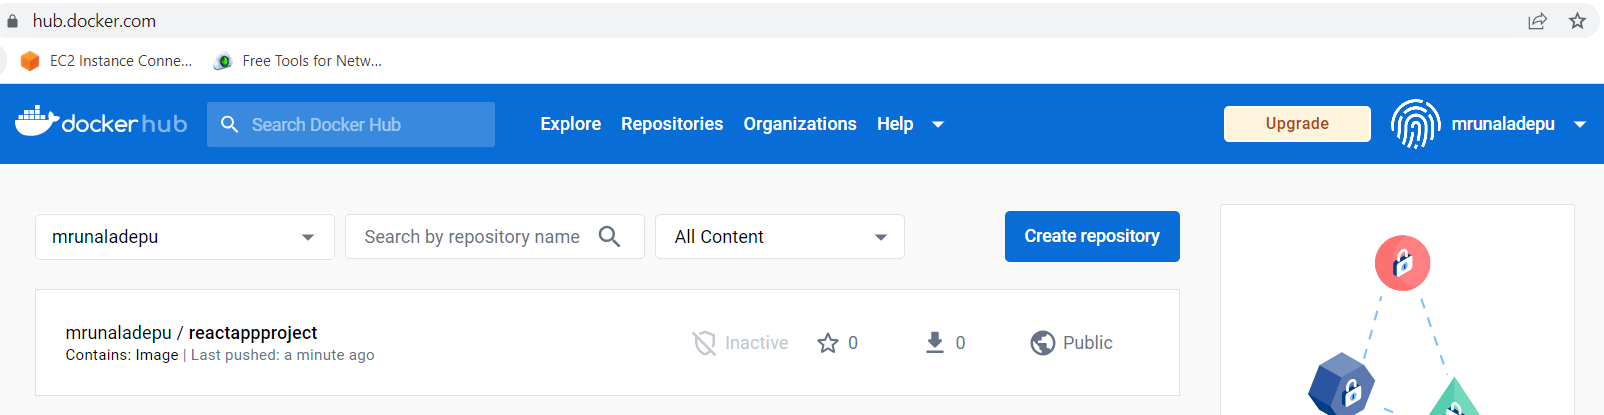 hub.docker.com
EC2 Instance Conne... Free Tools for Netw...
docker hub Search Docker Hub Explore Repositories Organizations Help Upgrade mrunaladepu
mrunaladepu Search by repository name All Content Create repository
mrunaladepu / reactappproject
Contains: Image | Last pushed: a minute ago
Inactive 0 0 Public